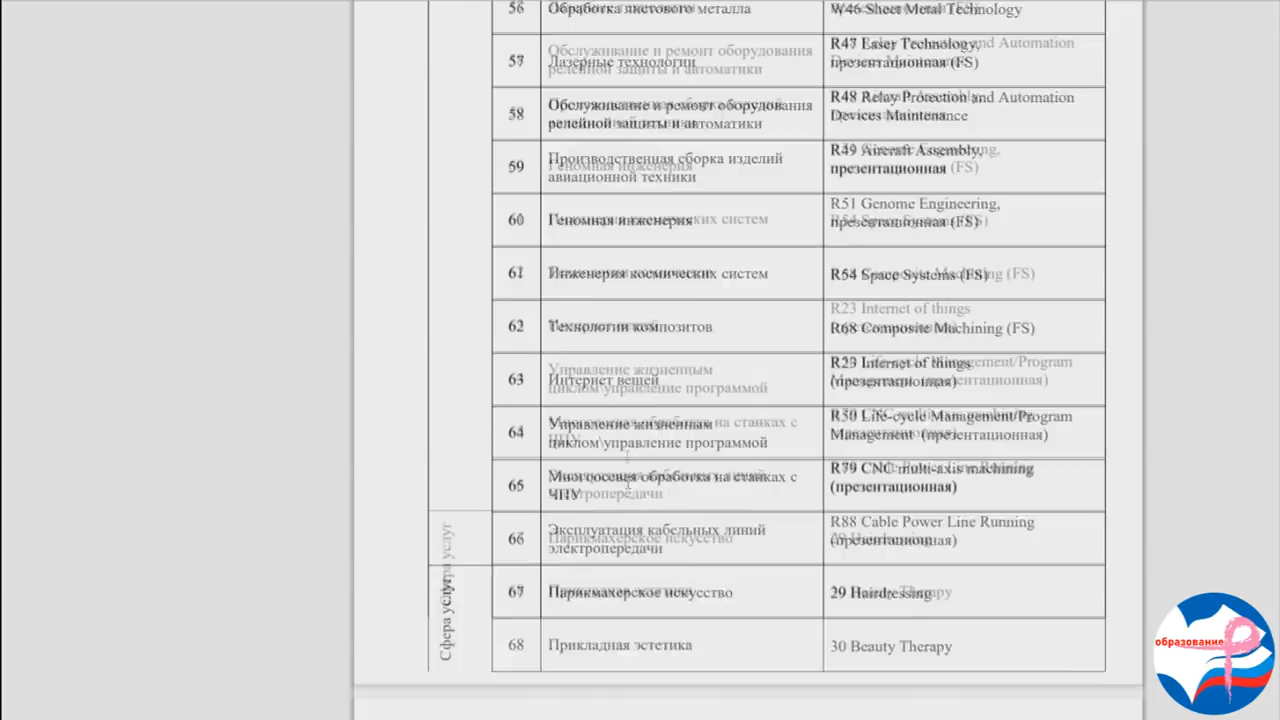 56 Обработка листового металла W46 Sheet Metal Technology
57 Лазерные технологии R47 Laser Technology,
презентационная (FS)
58 Обслуживание и ремонт оборудования R48 Relay Protection and Automation
релейной защиты и автоматики Devices Maintenance
59 Производственная сборка изделий R49 Aircraft Assembly,
авиационной техники презентационная
60 Геномная инженерия R51 Genome Engineering,
презентационная (FS)
61 Инженерия космических систем R54 Space Systems (FS)
62 Технологии композитов R68 Composite Machining (FS)
63 Интернет вещей R23 Internet of things
(презентационная)
64 Управление жизненным R50 Life-cycle Management/Program
циклом управление программой Management (презентационная)
65 Многоосевая обработка на станках с R79 CNC multi-axis machining
ЧПУ (презентационная)
66 Эксплуатация кабельных линий R88 Cable Power Line Running
электропередачи (презентационная)
Сфера услуг
67 Парикмахерское искусство 29 Hairdressing
68 Прикладная эстетика 30 Beauty Therapy
образование